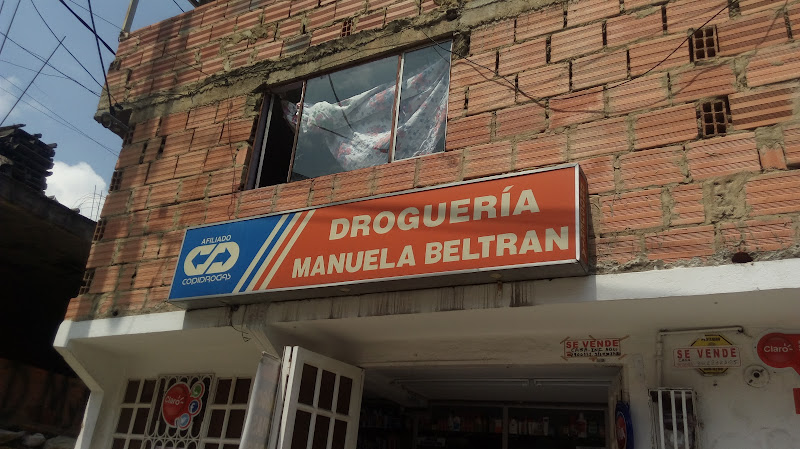 AFILIADO
COPIDROGAS
DROGUERÍA
MANUELA BELTRAN
SE VENDE
SE VENDE
Claro
Claro